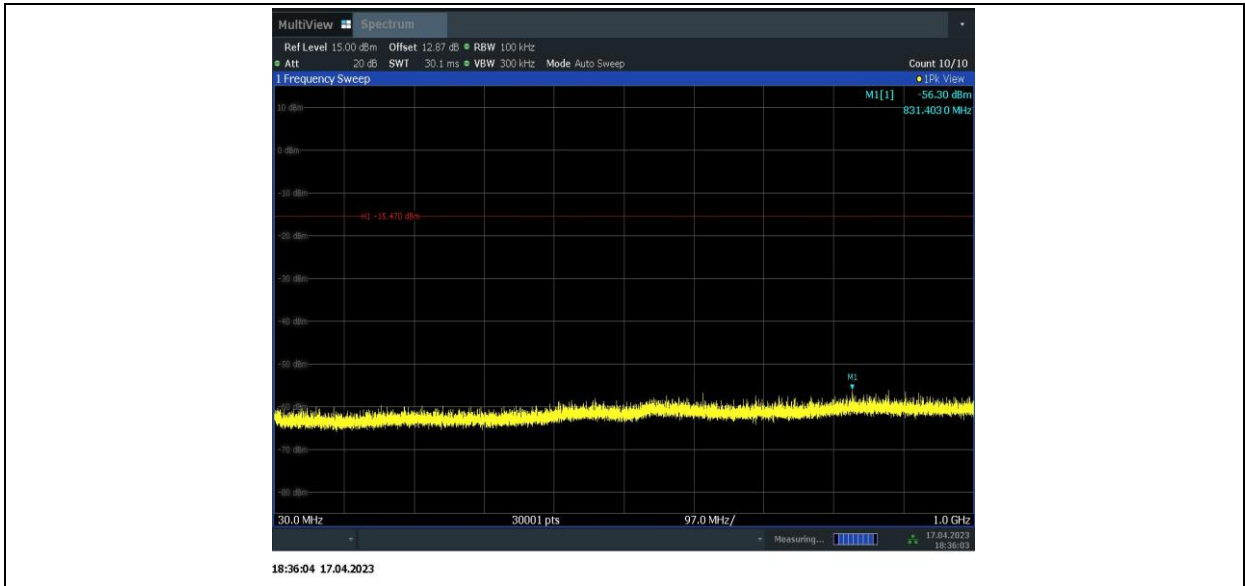 MultiView Spectrum
Ref Level 15.00 dBm Offset 12.87 dB RBW 100 kHz
Att 20 dB SWT 30.1 ms VBW 300 kHz Mode Auto Sweep Count 10/10
1 Frequency Sweep 1Pk View
M1[1] -56.30 dBm
10 dBm
831.4030 MHz
0 dBm
-10 dBm
H1 -15.470 dBm
-20 dBm
-30 dBm
-40 dBm
-50 dBm
M1
-70 dBm
-80 dBm
30.0 MHz 30001 pts 97.0 MHz/ 1.0 GHz
Measuring... 17.04.2023
18:36:03
18:36:04 17.04.2023